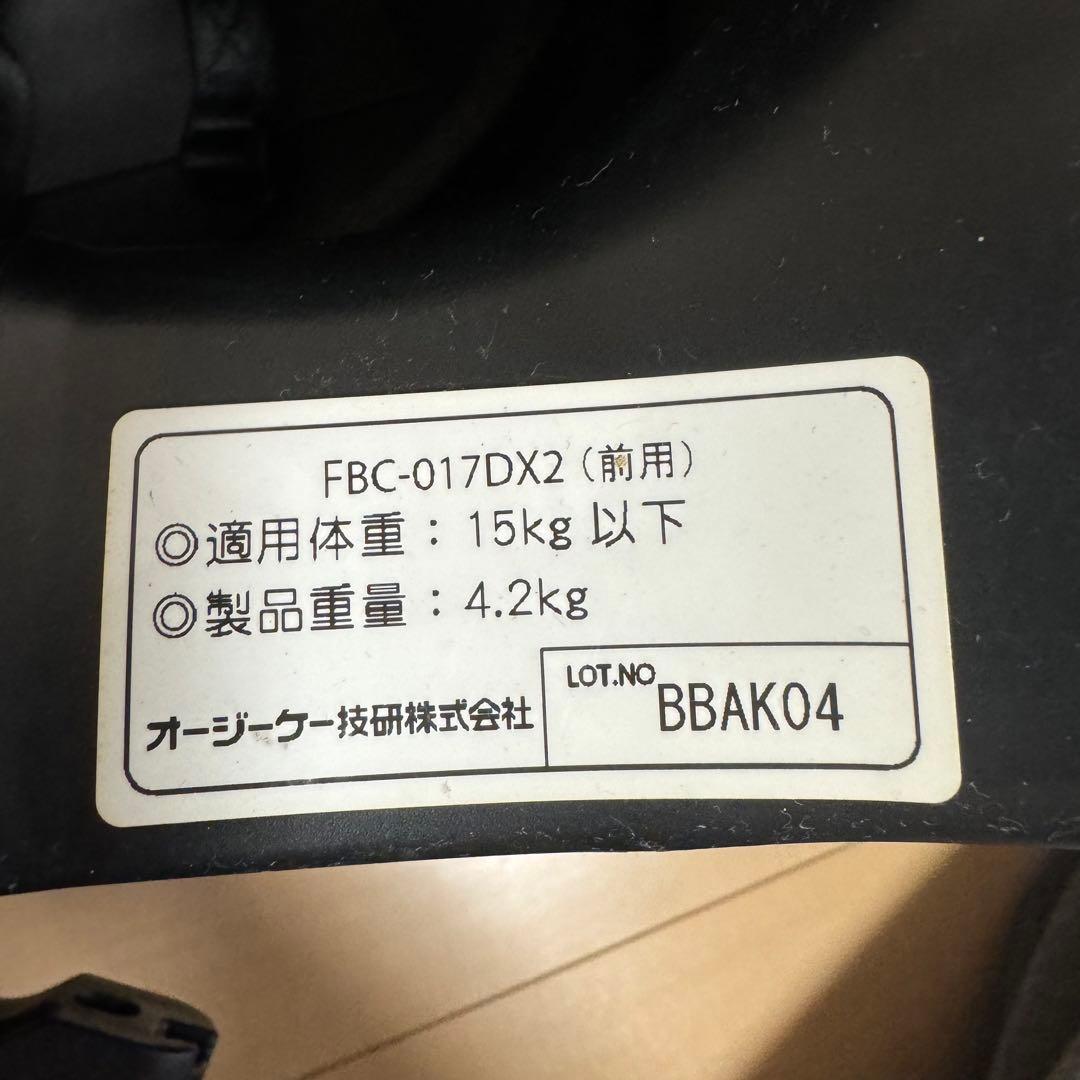 FBC-017DX2（前用）
◎適用体重：15kg 以下
◎製品重量：4.2kg
オージーケー技研株式会社
LOT.NO BBAK04